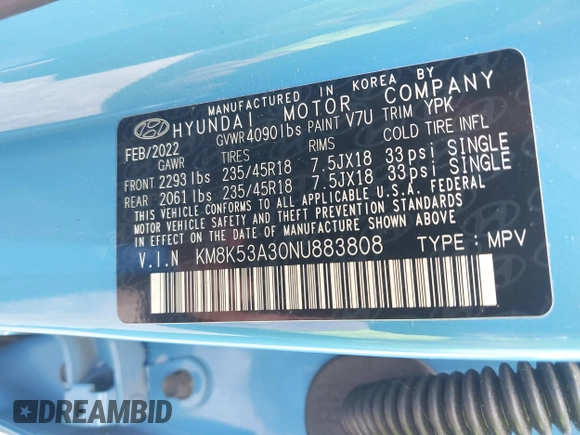 MANUFACTURED IN KOREA BY
HYUNDAI MOTOR COMPANY
FEB/2022 GVWR 4090lbs PAINT V7U TRIM YPK
GAWR TIRES RIMS COLD TIRE INFL
FRONT 2293 lbs 235/45R18 7.5JX18 33psi SINGLE
REAR 2061 lbs 235/45R18 7.5JX18 33psi SINGLE
THIS VEHICLE CONFORMS TO ALL APPLICABLE U.S.A. FEDERAL
MOTOR VEHICLE SAFETY AND THEFT PREVENTION STANDARDS
IN EFFECT ON THE DATE OF MANUFACTURE SHOWN ABOVE.
V.I.N KM8K53A30NU883808 TYPE : MPV
DREAMBID